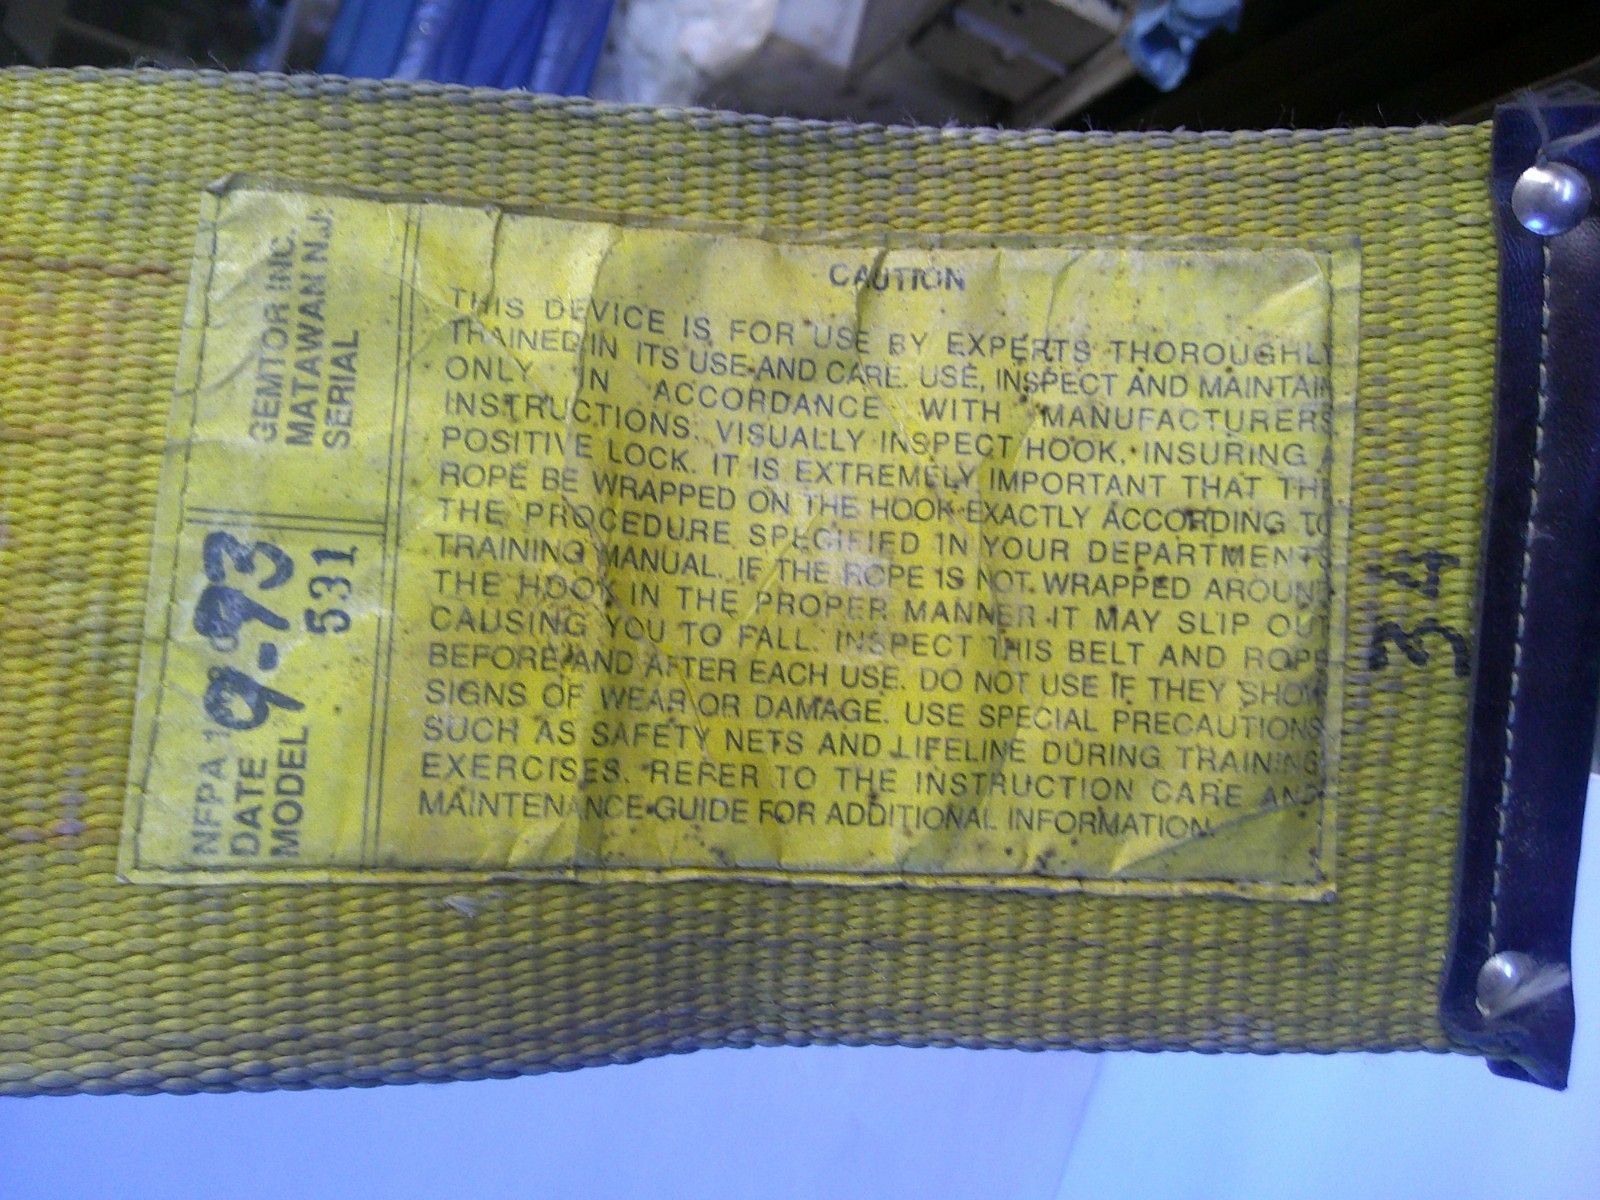 GEMTOR INC.
MATAWAN N.J.
SERIAL
NFPA
DATE 9-93
MODEL 531
CAUTION
THIS DEVICE IS FOR USE BY EXPERTS THOROUGHLY
TRAINED IN ITS USE AND CARE. USE, INSPECT AND MAINTAIN
ONLY IN ACCORDANCE WITH MANUFACTURERS
INSTRUCTIONS. VISUALLY INSPECT HOOK, INSURING A
POSITIVE LOCK. IT IS EXTREMELY IMPORTANT THAT THE
ROPE BE WRAPPED ON THE HOOK EXACTLY ACCORDING TO
THE PROCEDURE SPECIFIED IN YOUR DEPARTMENTS
TRAINING MANUAL. IF THE ROPE IS NOT WRAPPED AROUND
THE HOOK IN THE PROPER MANNER IT MAY SLIP OUT
CAUSING YOU TO FALL. INSPECT THIS BELT AND ROPE
BEFORE AND AFTER EACH USE. DO NOT USE IF THEY SHOW
SIGNS OF WEAR OR DAMAGE. USE SPECIAL PRECAUTIONS
SUCH AS SAFETY NETS AND LIFELINE DURING TRAINING
EXERCISES. REFER TO THE INSTRUCTION CARE AND
MAINTENANCE GUIDE FOR ADDITIONAL INFORMATION.
34